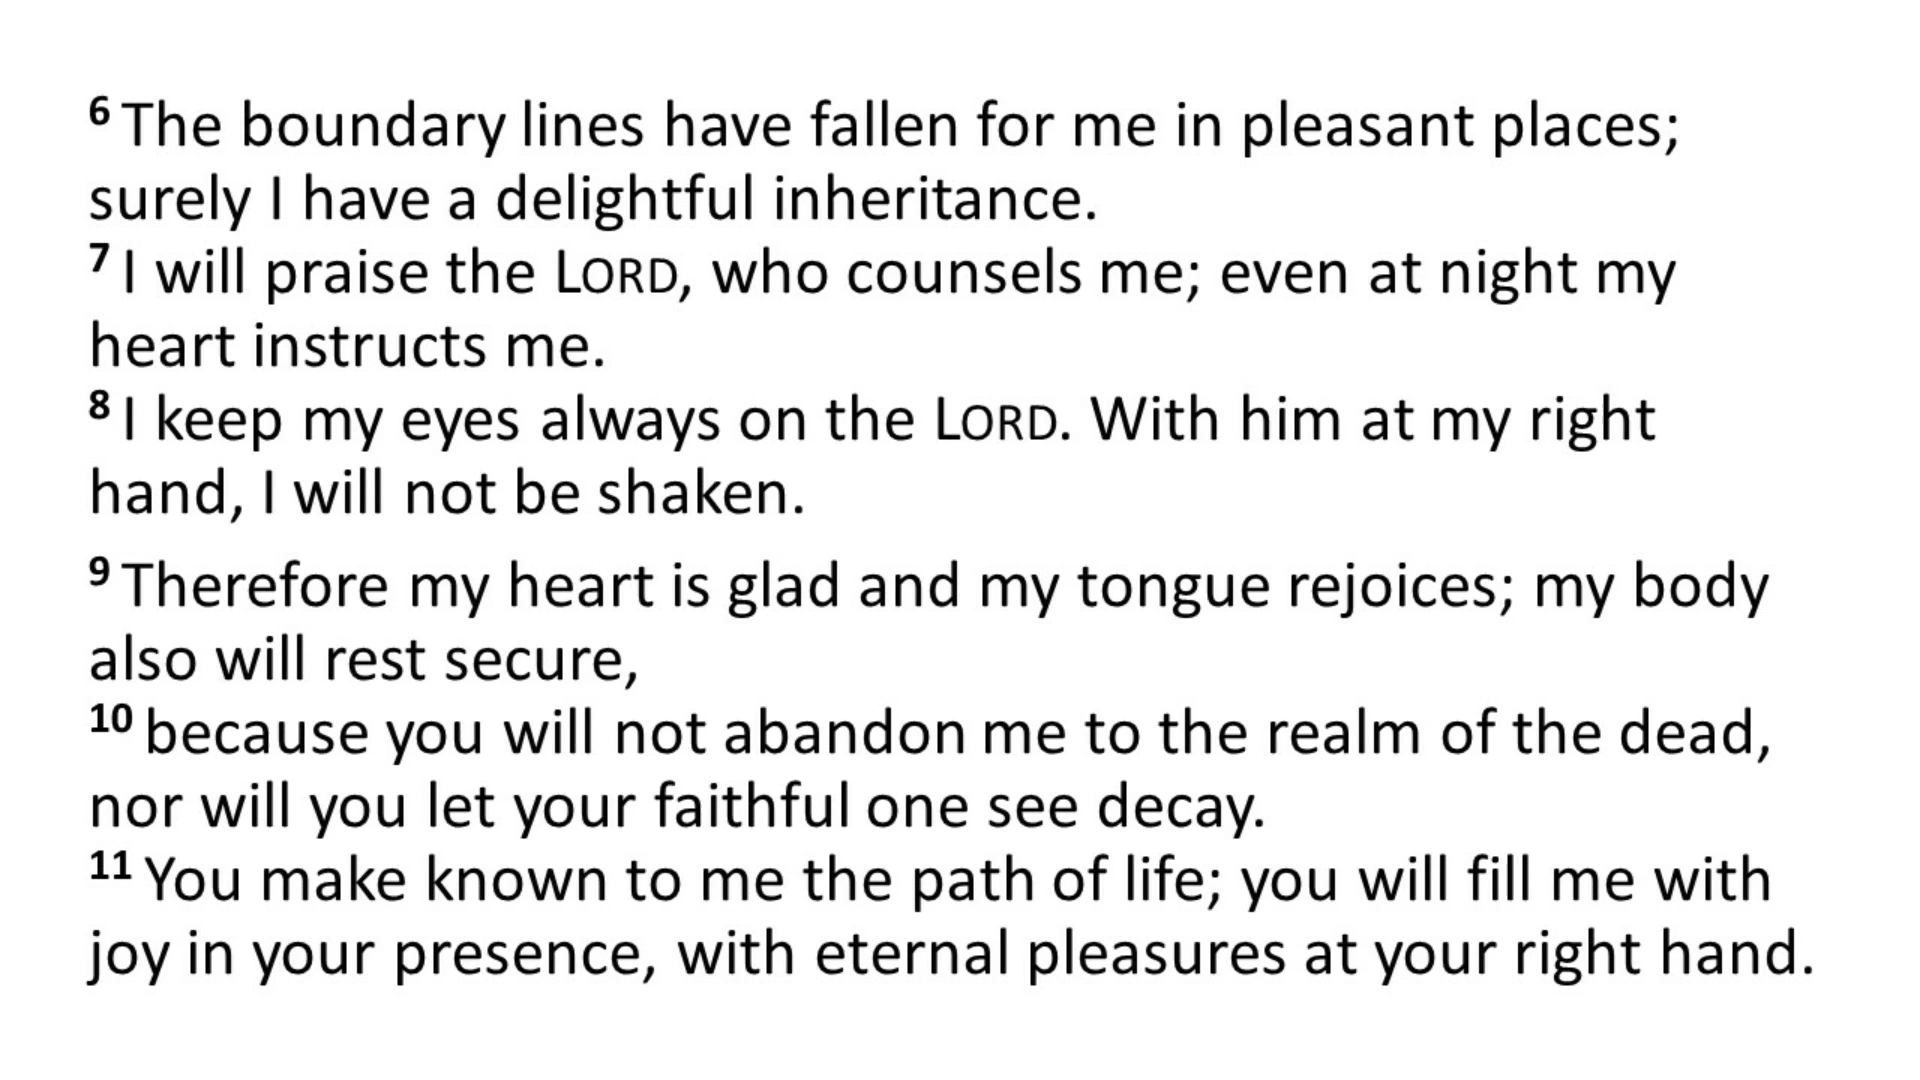 6 The boundary lines have fallen for me in pleasant places;
surely I have a delightful inheritance.
7 I will praise the LORD, who counsels me; even at night my
heart instructs me.
8 I keep my eyes always on the LORD. With him at my right
hand, I will not be shaken.
9 Therefore my heart is glad and my tongue rejoices; my body
also will rest secure,
10 because you will not abandon me to the realm of the dead,
nor will you let your faithful one see decay.
11 You make known to me the path of life; you will fill me with
joy in your presence, with eternal pleasures at your right hand.